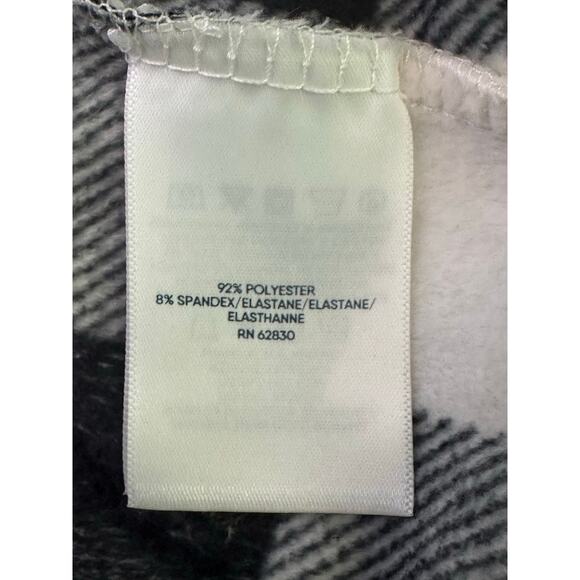 92% POLYESTER
8% SPANDEX/ELASTANE/ELASTANE/
ELASTHANNE
RN 62830